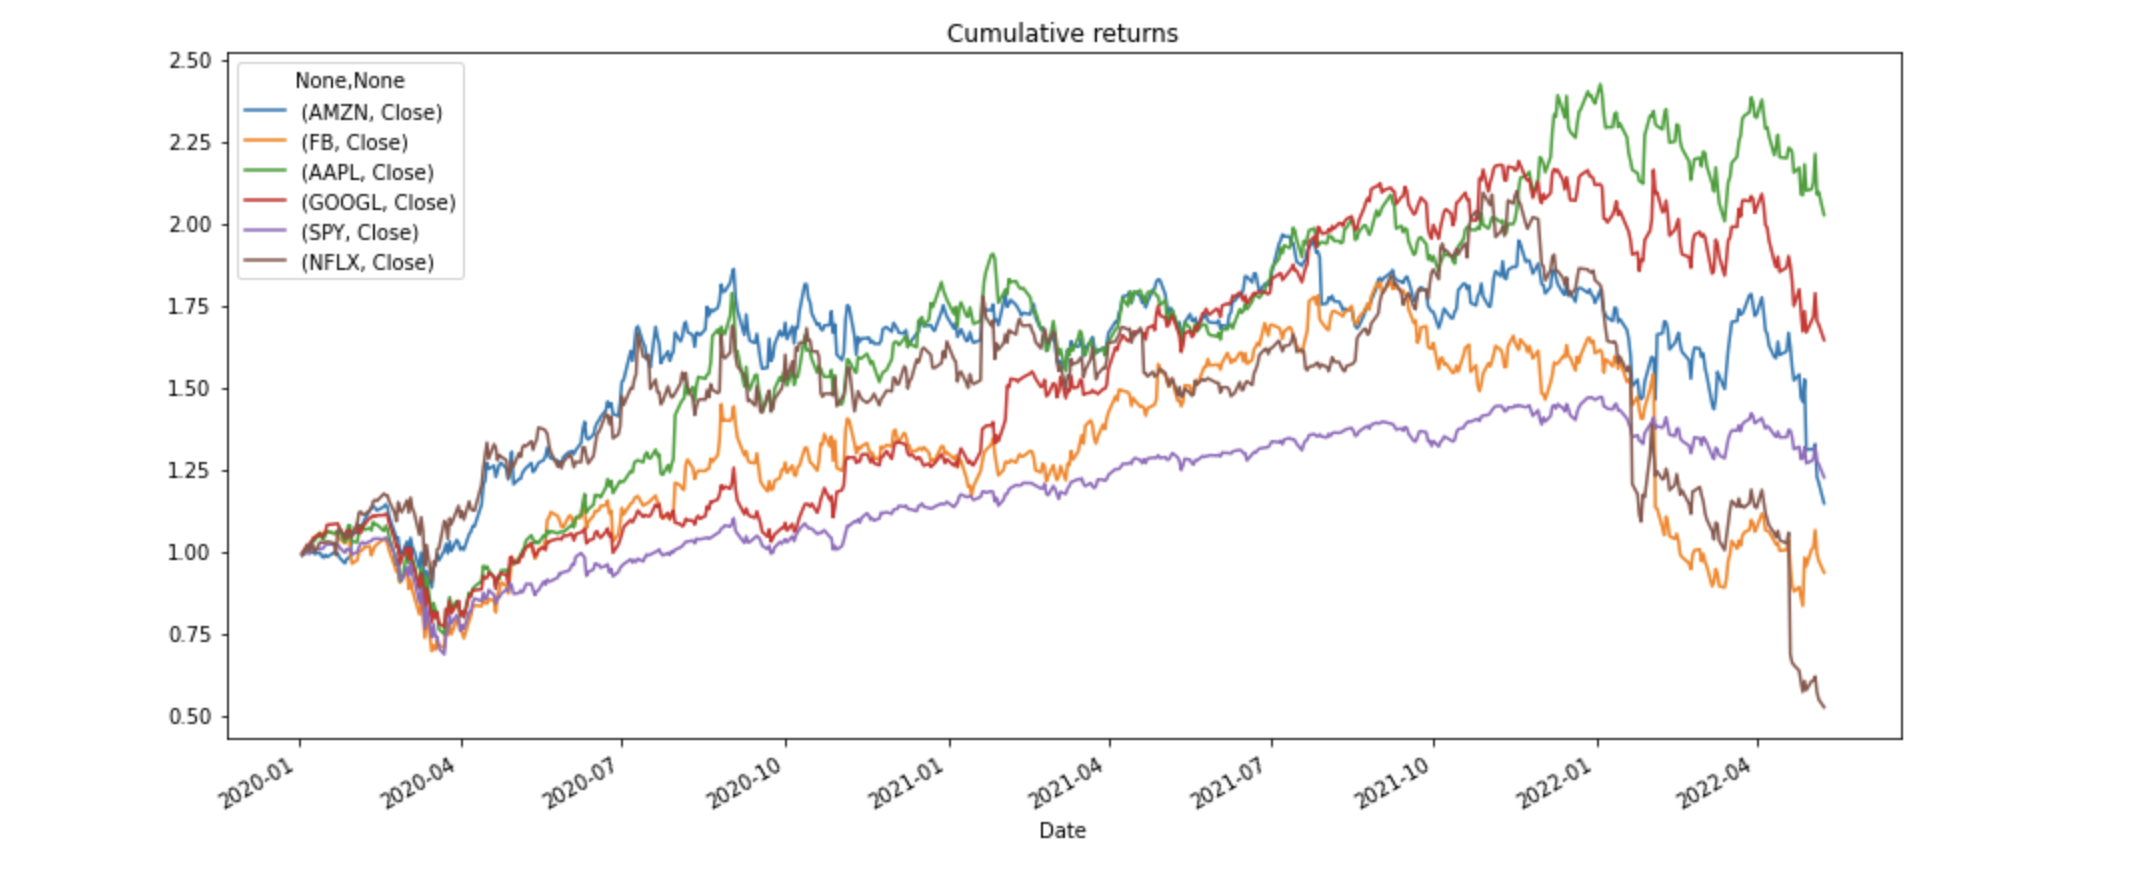 Cumulative returns
2.50
2.25
2.00
1.75
1.50
1.25
1.00
0.75
0.50
None,None
(AMZN, Close)
(FB, Close)
(AAPL, Close)
(GOOGL, Close)
(SPY, Close)
(NFLX, Close)
2020-01
2020-04
2020-07
2020-10
2021-01
2021-04
2021-07
2021-10
2022-01
2022-04
Date